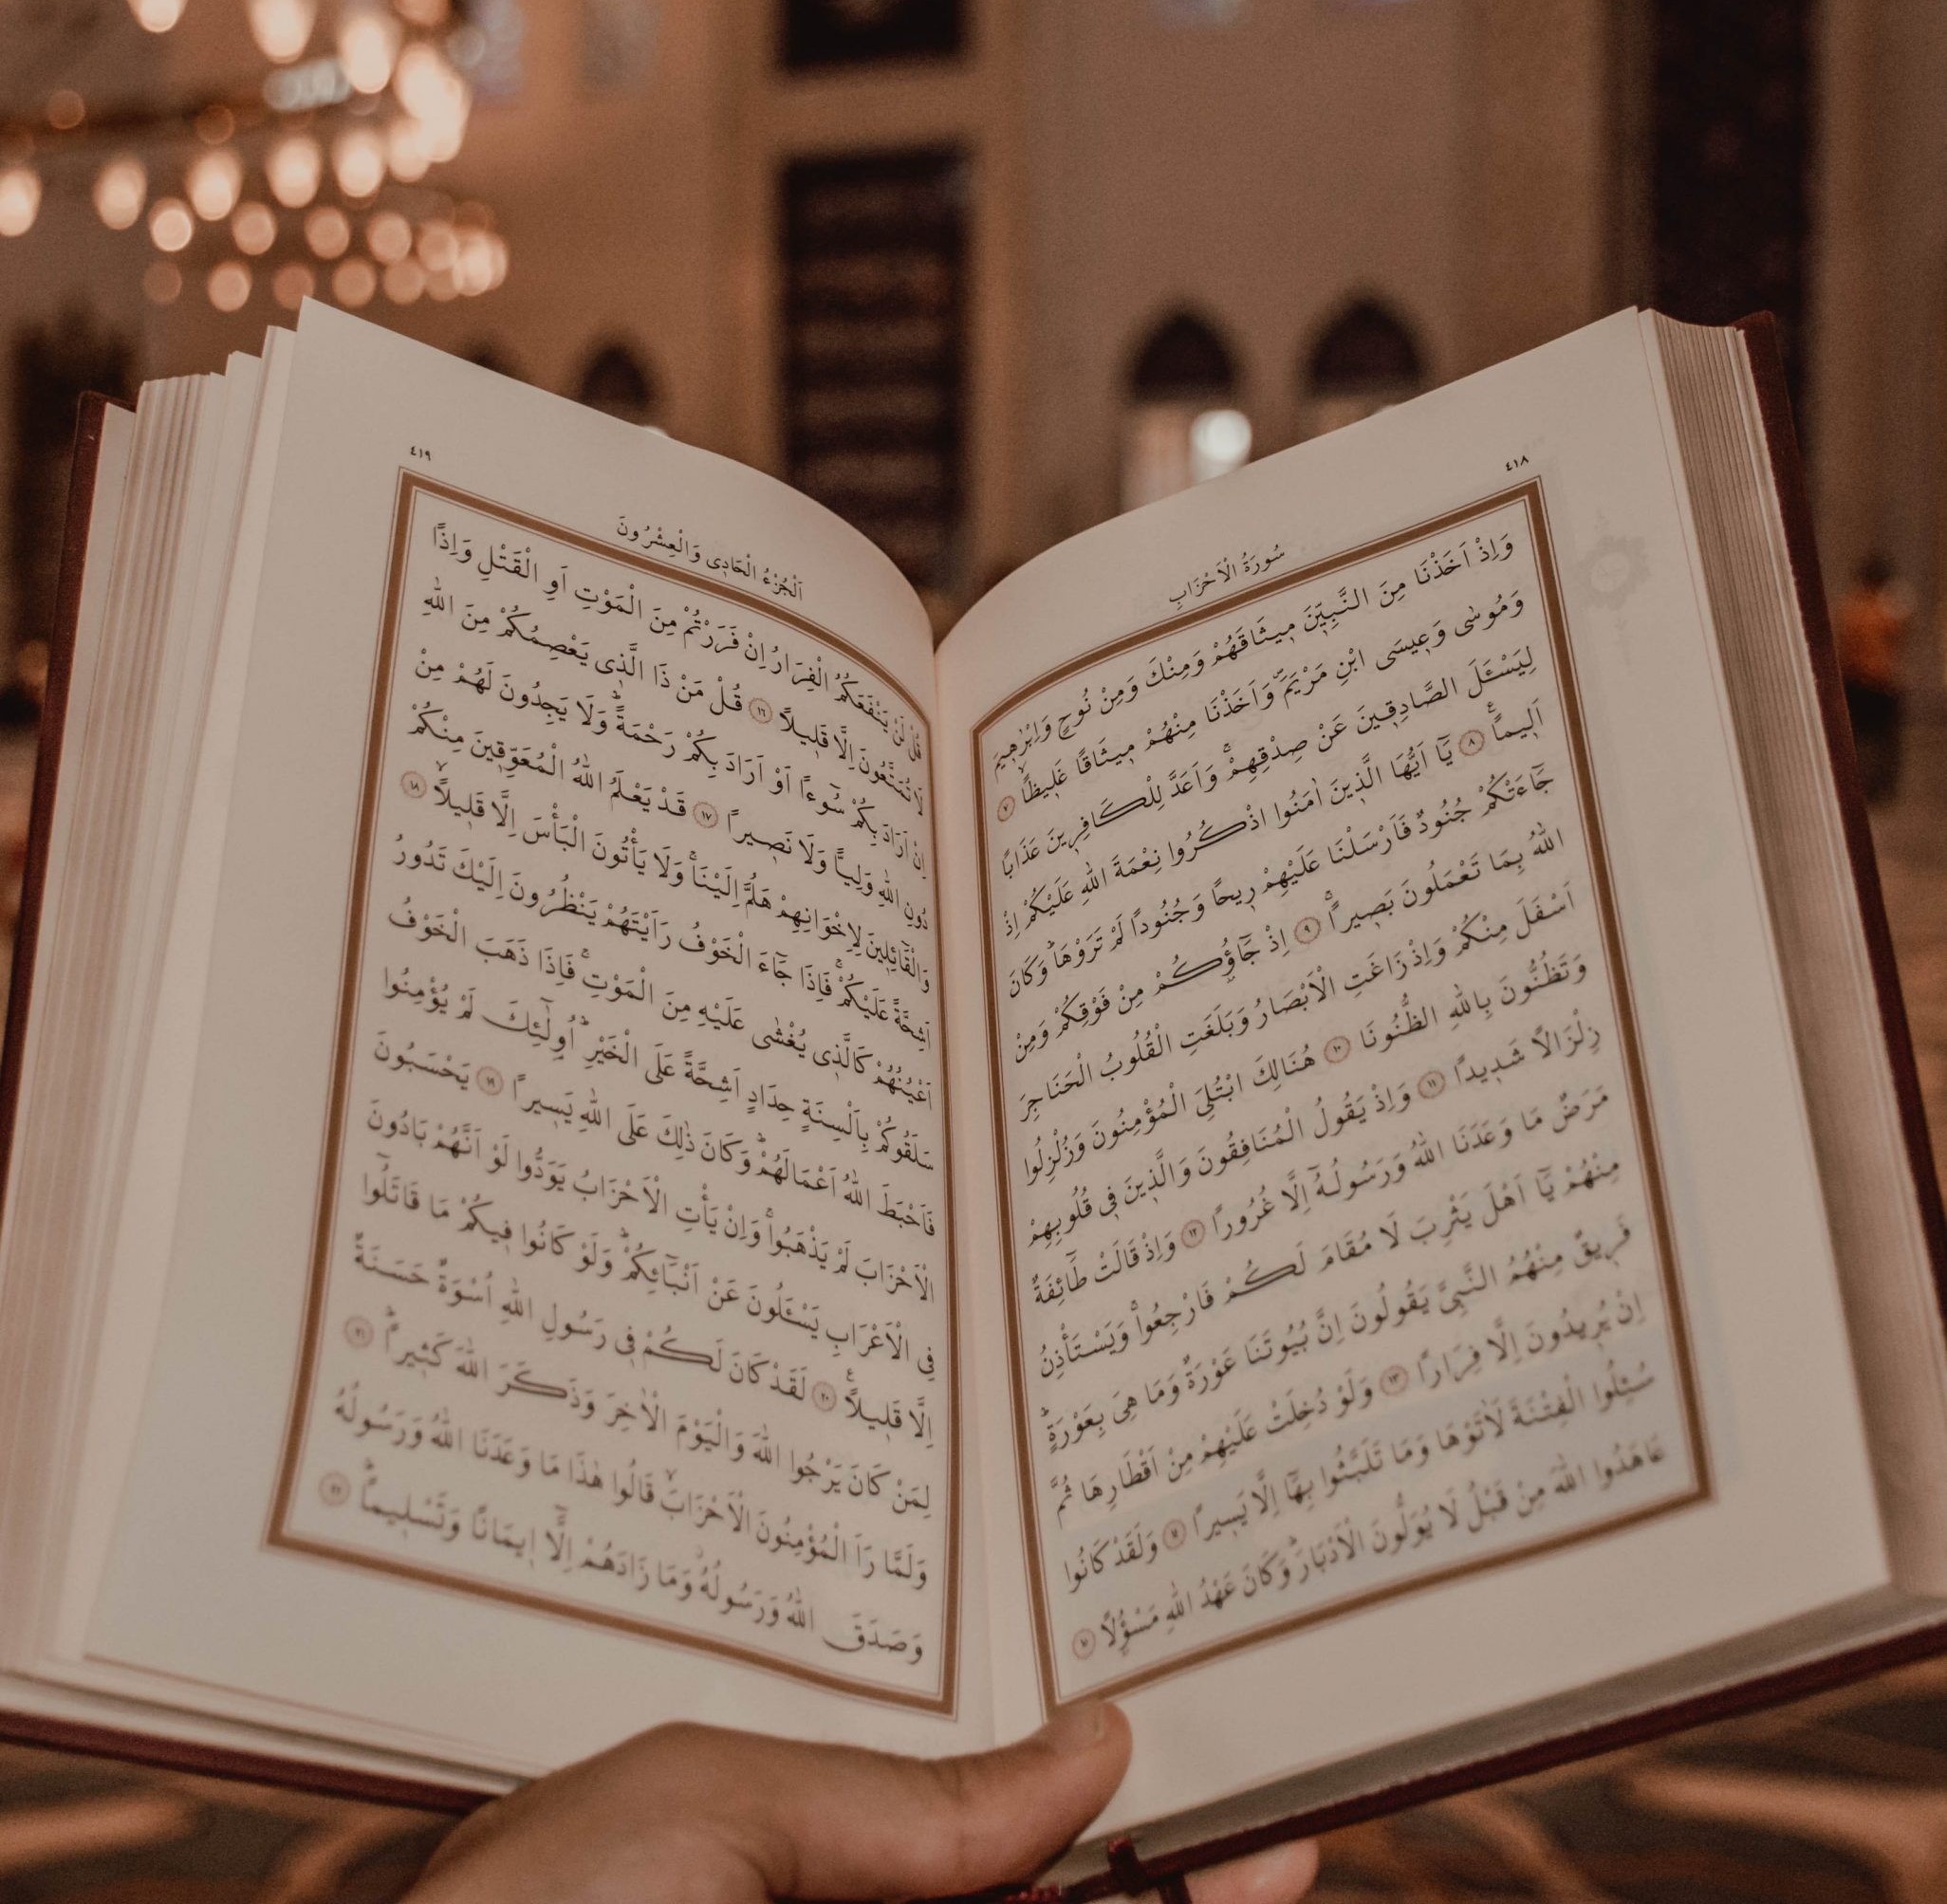 ٤١٨
سُورَةُ الْاَحْزَابِ
وَاِذْ اَخَذْنَا مِنَ النَّبِيّٖنَ مٖيثَاقَهُمْ وَمِنْكَ وَمِنْ نُوحٍ وَاِبْرٰهٖيمَ
وَمُوسٰى وَعٖيسَى ابْنِ مَرْيَمَۖ وَاَخَذْنَا مِنْهُمْ مٖيثَاقًا غَلٖيظًاۙ ﴿٧﴾
لِيَسْـَٔلَ الصَّادِقٖينَ عَنْ صِدْقِهِمْۚ وَاَعَدَّ لِلْكَافِرٖينَ عَذَابًا
اَلٖيمًاࣖ ﴿٨﴾ يَٓا اَيُّهَا الَّذٖينَ اٰمَنُوا اذْكُرُوا نِعْمَةَ اللّٰهِ عَلَيْكُمْ اِذْ
جَٓاءَتْكُمْ جُنُودٌ فَاَرْسَلْنَا عَلَيْهِمْ رٖيحًا وَجُنُودًا لَمْ تَرَوْهَاۜ وَكَانَ
اللّٰهُ بِمَا تَعْمَلُونَ بَصٖيرًاۚ ﴿٩﴾ اِذْ جَٓاؤُ۫كُمْ مِنْ فَوْقِكُمْ وَمِنْ
اَسْفَلَ مِنْكُمْ وَاِذْ زَاغَتِ الْاَبْصَارُ وَبَلَغَتِ الْقُلُوبُ الْحَنَاجِرَ
وَتَظُنُّونَ بِاللّٰهِ الظُّنُونَا ﴿١٠﴾ هُنَالِكَ ابْتُلِيَ الْمُؤْمِنُونَ وَزُلْزِلُوا
زِلْزَالًا شَدٖيدًا ﴿١١﴾ وَاِذْ يَقُولُ الْمُنَافِقُونَ وَالَّذٖينَ فٖي قُلُوبِهِمْ
مَرَضٌ مَا وَعَدَنَا اللّٰهُ وَرَسُولُهُٓ اِلَّا غُرُورًا ﴿١٢﴾ وَاِذْ قَالَتْ طَٓائِفَةٌ
مِنْهُمْ يَٓا اَهْلَ يَثْرِبَ لَا مُقَامَ لَكُمْ فَارْجِعُواۚ وَيَسْتَأْذِنُ
فَرٖيقٌ مِنْهُمُ النَّبِيَّ يَقُولُونَ اِنَّ بُيُوتَنَا عَوْرَةٌ وَمَا هِيَ بِعَوْرَةٍۜ
اِنْ يُرٖيدُونَ اِلَّا فِرَارًا ﴿١٣﴾ وَلَوْ دُخِلَتْ عَلَيْهِمْ مِنْ اَقْطَارِهَا ثُمَّ
سُئِلُوا الْفِتْنَةَ لَاٰتَوْهَا وَمَا تَلَبَّثُوا بِهَٓا اِلَّا يَسٖيرًا ﴿١٤﴾ وَلَقَدْ كَانُوا
عَاهَدُوا اللّٰهَ مِنْ قَبْلُ لَا يُوَلُّونَ الْاَدْبَارَۜ وَكَانَ عَهْدُ اللّٰهِ مَسْؤُ۫لًا ﴿١٥﴾
٤١٩
اَلْجُزْءُ الْحَادٖي وَالْعِشْرُونَ
قُلْ لَنْ يَنْفَعَكُمُ الْفِرَارُ اِنْ فَرَرْتُمْ مِنَ الْمَوْتِ اَوِ الْقَتْلِ وَاِذًا
لَا تُمَتَّعُونَ اِلَّا قَلٖيلًا ﴿١٦﴾ قُلْ مَنْ ذَا الَّذٖي يَعْصِمُكُمْ مِنَ اللّٰهِ
اِنْ اَرَادَ بِكُمْ سُٓوءًا اَوْ اَرَادَ بِكُمْ رَحْمَةًۜ وَلَا يَجِدُونَ لَهُمْ مِنْ
دُونِ اللّٰهِ وَلِيًّا وَلَا نَصٖيرًا ﴿١٧﴾ قَدْ يَعْلَمُ اللّٰهُ الْمُعَوِّقٖينَ مِنْكُمْ
وَالْقَٓائِلٖينَ لِاِخْوَانِهِمْ هَلُمَّ اِلَيْنَاۚ وَلَا يَأْتُونَ الْبَأْسَ اِلَّا قَلٖيلًاۙ ﴿١٨﴾
اَشِحَّةً عَلَيْكُمْۚ فَاِذَا جَٓاءَ الْخَوْفُ رَاَيْتَهُمْ يَنْظُرُونَ اِلَيْكَ تَدُورُ
اَعْيُنُهُمْ كَالَّذٖي يُغْشٰى عَلَيْهِ مِنَ الْمَوْتِۚ فَاِذَا ذَهَبَ الْخَوْفُ
سَلَقُوكُمْ بِاَلْسِنَةٍ حِدَادٍ اَشِحَّةً عَلَى الْخَيْرِۜ اُو۬لٰٓئِكَ لَمْ يُؤْمِنُوا
فَاَحْبَطَ اللّٰهُ اَعْمَالَهُمْۜ وَكَانَ ذٰلِكَ عَلَى اللّٰهِ يَسٖيرًا ﴿١٩﴾ يَحْسَبُونَ
الْاَحْزَابَ لَمْ يَذْهَبُواۚ وَاِنْ يَأْتِ الْاَحْزَابُ يَوَدُّوا لَوْ اَنَّهُمْ بَادُونَ
فِي الْاَعْرَابِ يَسْـَٔلُونَ عَنْ اَنْبَٓائِكُمْۜ وَلَوْ كَانُوا فٖيكُمْ مَا قَاتَلُٓوا
اِلَّا قَلٖيلًاࣖ ﴿٢٠﴾ لَقَدْ كَانَ لَكُمْ فٖي رَسُولِ اللّٰهِ اُسْوَةٌ حَسَنَةٌ
لِمَنْ كَانَ يَرْجُوا اللّٰهَ وَالْيَوْمَ الْاٰخِرَ وَذَكَرَ اللّٰهَ كَثٖيرًاۜ ﴿٢١﴾
وَلَمَّا رَاَ الْمُؤْمِنُونَ الْاَحْزَابَۙ قَالُوا هٰذَا مَا وَعَدَنَا اللّٰهُ وَرَسُولُهُ
وَصَدَقَ اللّٰهُ وَرَسُولُهُۘ وَمَا زَادَهُمْ اِلَّٓا اٖيمَانًا وَتَسْلٖيمًاۜ ﴿٢٢﴾